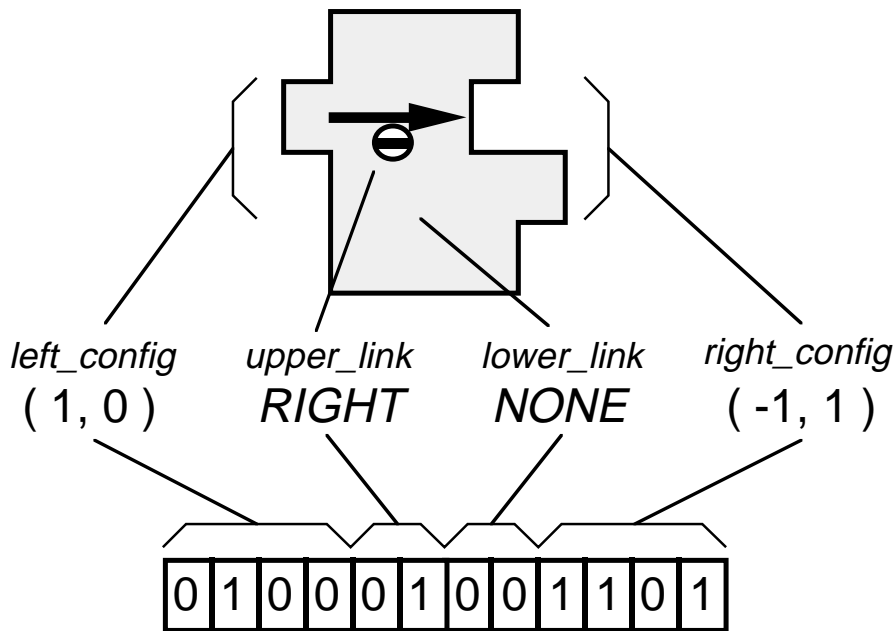 left_config upper_link lower_link right_config
( 1, 0 ) RIGHT NONE ( -1, 1 )
0 1 0 0 0 1 0 0 1 1 0 1